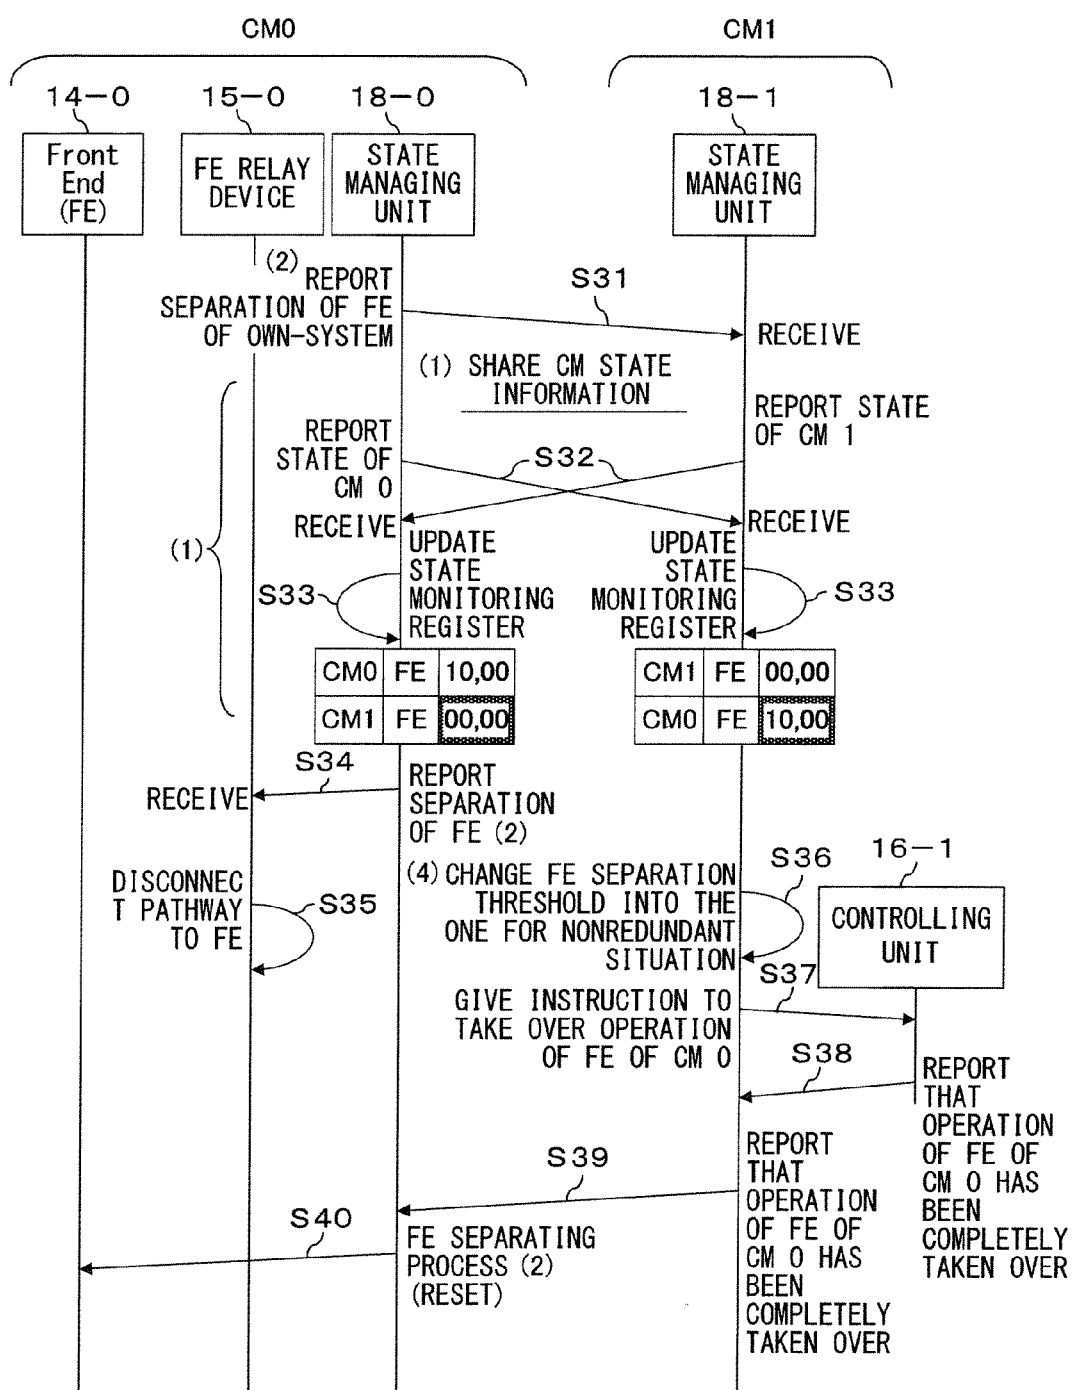 CM0
CM1
14-0
15-0
18-0
18-1
Front
End
(FE)
FE RELAY
DEVICE
STATE
MANAGING
UNIT
STATE
MANAGING
UNIT
(2)
REPORT
SEPARATION OF FE
OF OWN-SYSTEM
S31
RECEIVE
(1) SHARE CM STATE
INFORMATION
REPORT STATE
OF CM 1
REPORT
STATE OF
CM 0
S32
RECEIVE
RECEIVE
(1)
UPDATE
STATE
MONITORING
REGISTER
S33
UPDATE
STATE
MONITORING
REGISTER
S33
CM0 FE 10,00
CM1 FE 00,00
CM1 FE 00,00
CM0 FE 10,00
S34
RECEIVE
REPORT
SEPARATION
OF FE (2)
DISCONNEC
T PATHWAY
TO FE
S35
(4) CHANGE FE SEPARATION
THRESHOLD INTO THE
ONE FOR NONREDUNDANT
SITUATION
S36
16-1
CONTROLLING
UNIT
S37
GIVE INSTRUCTION TO
TAKE OVER OPERATION
OF FE OF CM 0
S38
REPORT
THAT
OPERATION
OF FE OF
CM 0 HAS
BEEN
COMPLETELY
TAKEN OVER
REPORT
THAT
OPERATION
OF FE OF
CM 0 HAS
BEEN
COMPLETELY
TAKEN OVER
S39
S40
FE SEPARATING
PROCESS (2)
(RESET)